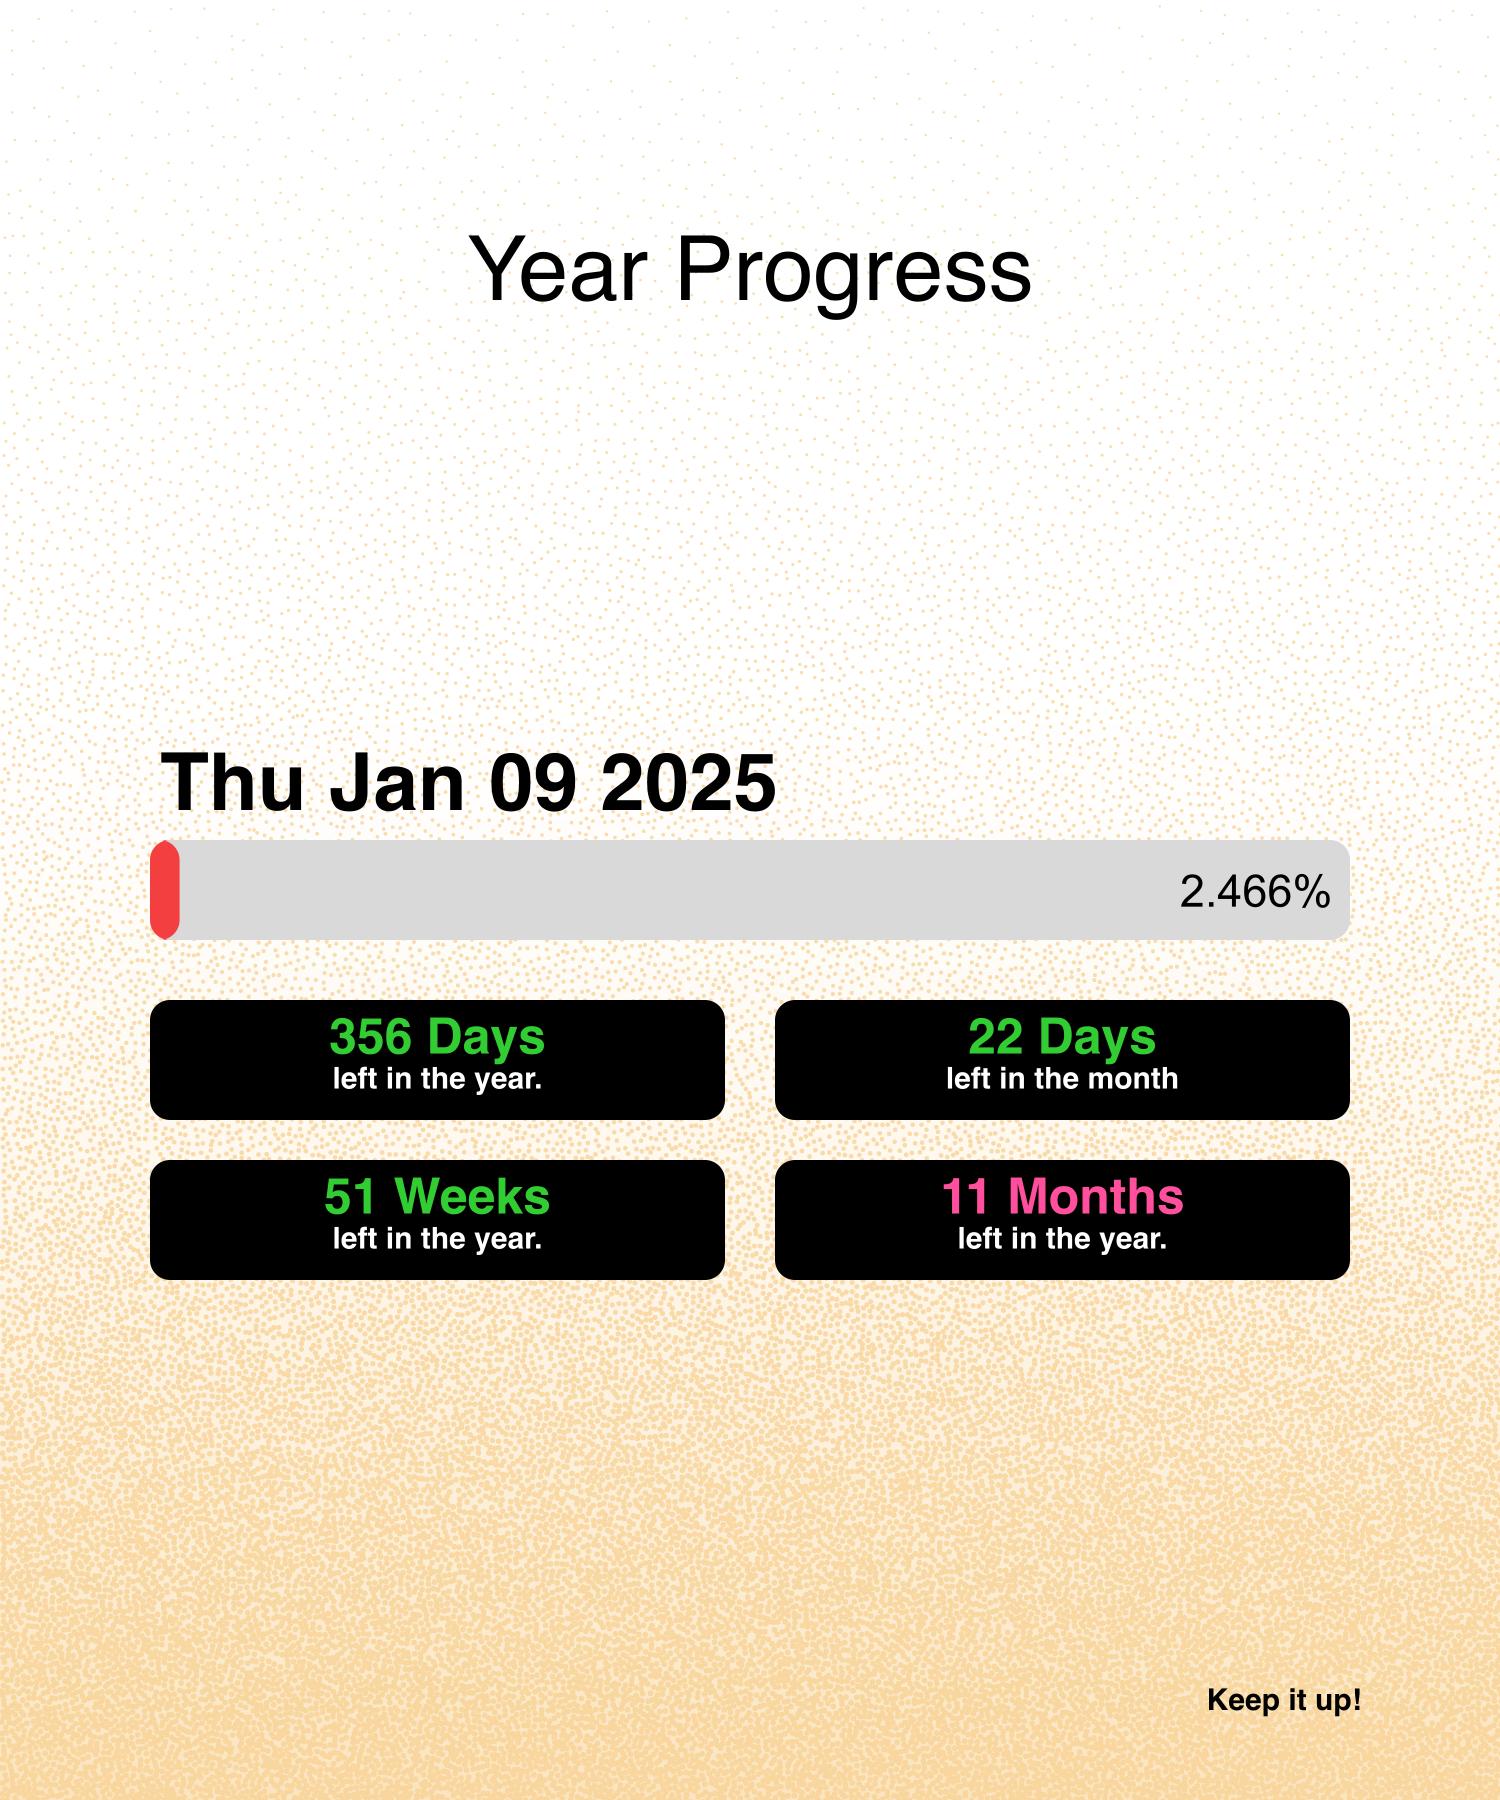 Year Progress
Thu Jan 09 2025
2.466%
356 Days
left in the year.
22 Days
left in the month
51 Weeks
left in the year.
11 Months
left in the year.
Keep it up!